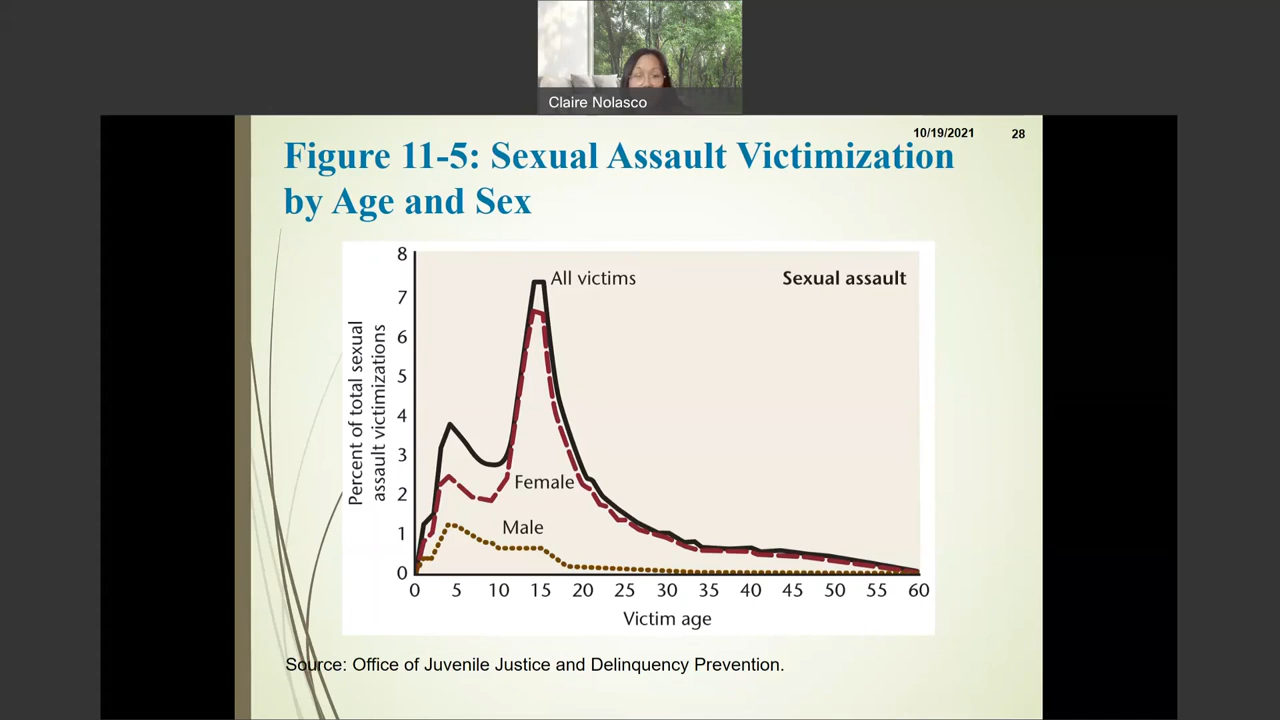 Claire Nolasco
10/19/2021 28
Figure 11-5: Sexual Assault Victimization
by Age and Sex
8
7
6
5
4
3
2
1
0
Percent of total sexual
assault victimizations
All victims
Sexual assault
Female
Male
0 5 10 15 20 25 30 35 40 45 50 55 60
Victim age
Source: Office of Juvenile Justice and Delinquency Prevention.